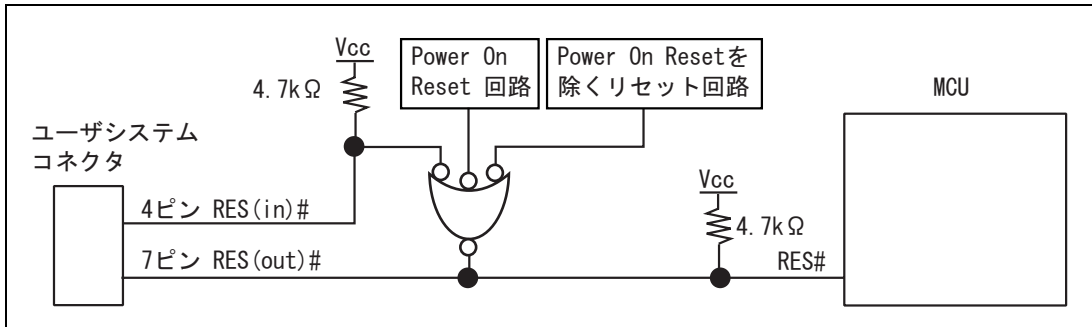 Vcc
4.7kΩ
Power On
Reset 回路
Power On Resetを
除くリセット回路
MCU
ユーザシステム
コネクタ
4ピン RES(in)#
Vcc
4.7kΩ
7ピン RES(out)#
RES#